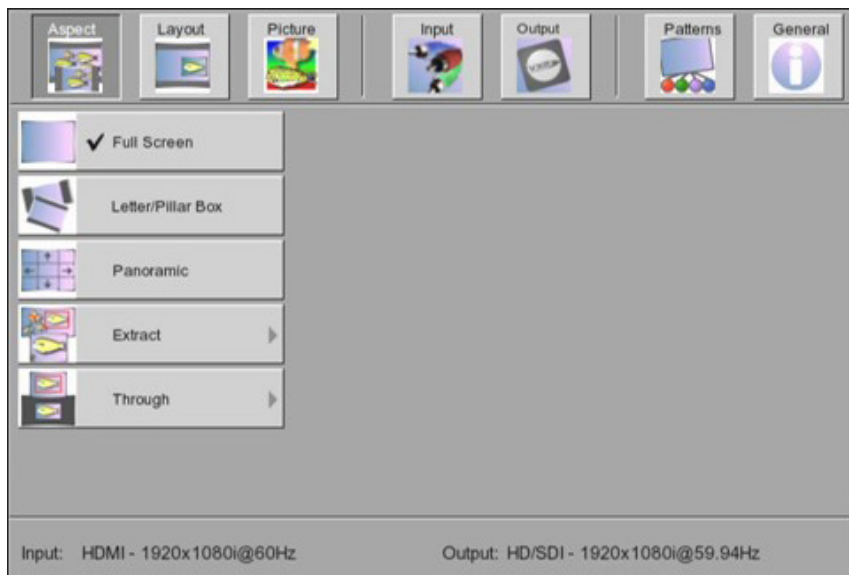 Aspect Layout Picture Input Output Patterns General
Full Screen
Letter/Pillar Box
Panoramic
Extract
Through
Input: HDMI - 1920x1080i@60Hz Output: HD/SDI - 1920x1080i@59.94Hz